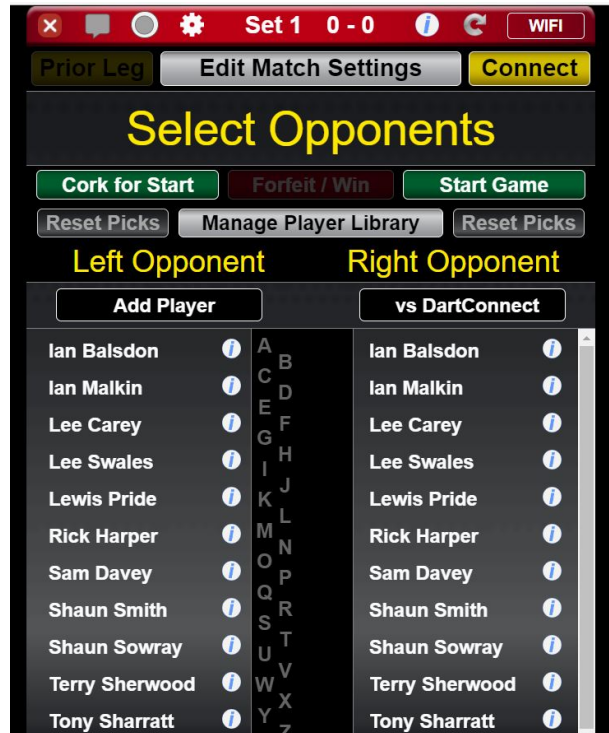 Set 1 0 - 0 WIFI
Prior Leg Edit Match Settings Connect
Select Opponents
Cork for Start Forfeit / Win Start Game
Reset Picks Manage Player Library Reset Picks
Left Opponent Right Opponent
Add Player vs DartConnect
Ian Balsdon i A Ian Balsdon i
B
Ian Malkin i C Ian Malkin i
D
Lee Carey i E Lee Carey i
F
G
Lee Swales i H Lee Swales i
I
Lewis Pride i J Lewis Pride i
K
L
Rick Harper i M Rick Harper i
N
Sam Davey i O Sam Davey i
P
Q
Shaun Smith i R Shaun Smith i
S
Shaun Sowray i T Shaun Sowray i
U
V
Terry Sherwood i W Terry Sherwood i
X
Tony Sharratt i Y Tony Sharratt i
Z